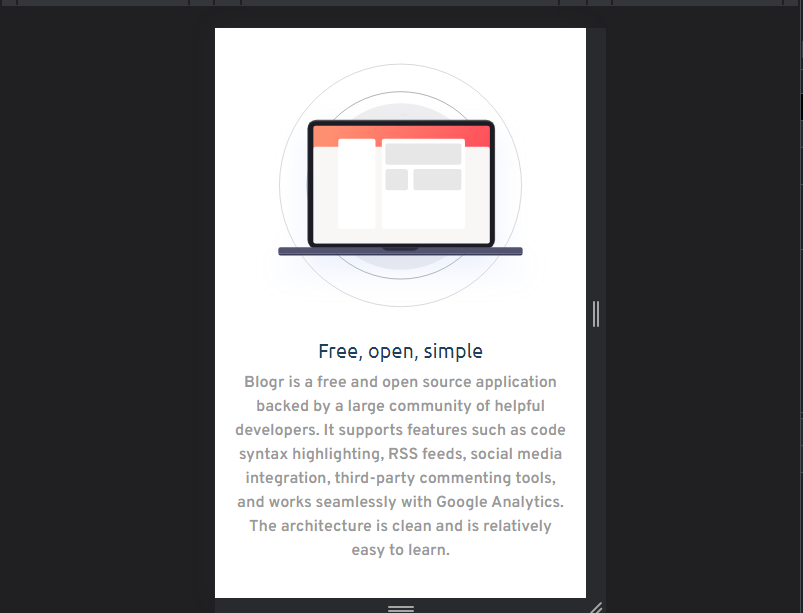 Free, open, simple
Blogr is a free and open source application
backed by a large community of helpful
developers. It supports features such as code
syntax highlighting, RSS feeds, social media
integration, third-party commenting tools,
and works seamlessly with Google Analytics.
The architecture is clean and is relatively
easy to learn.